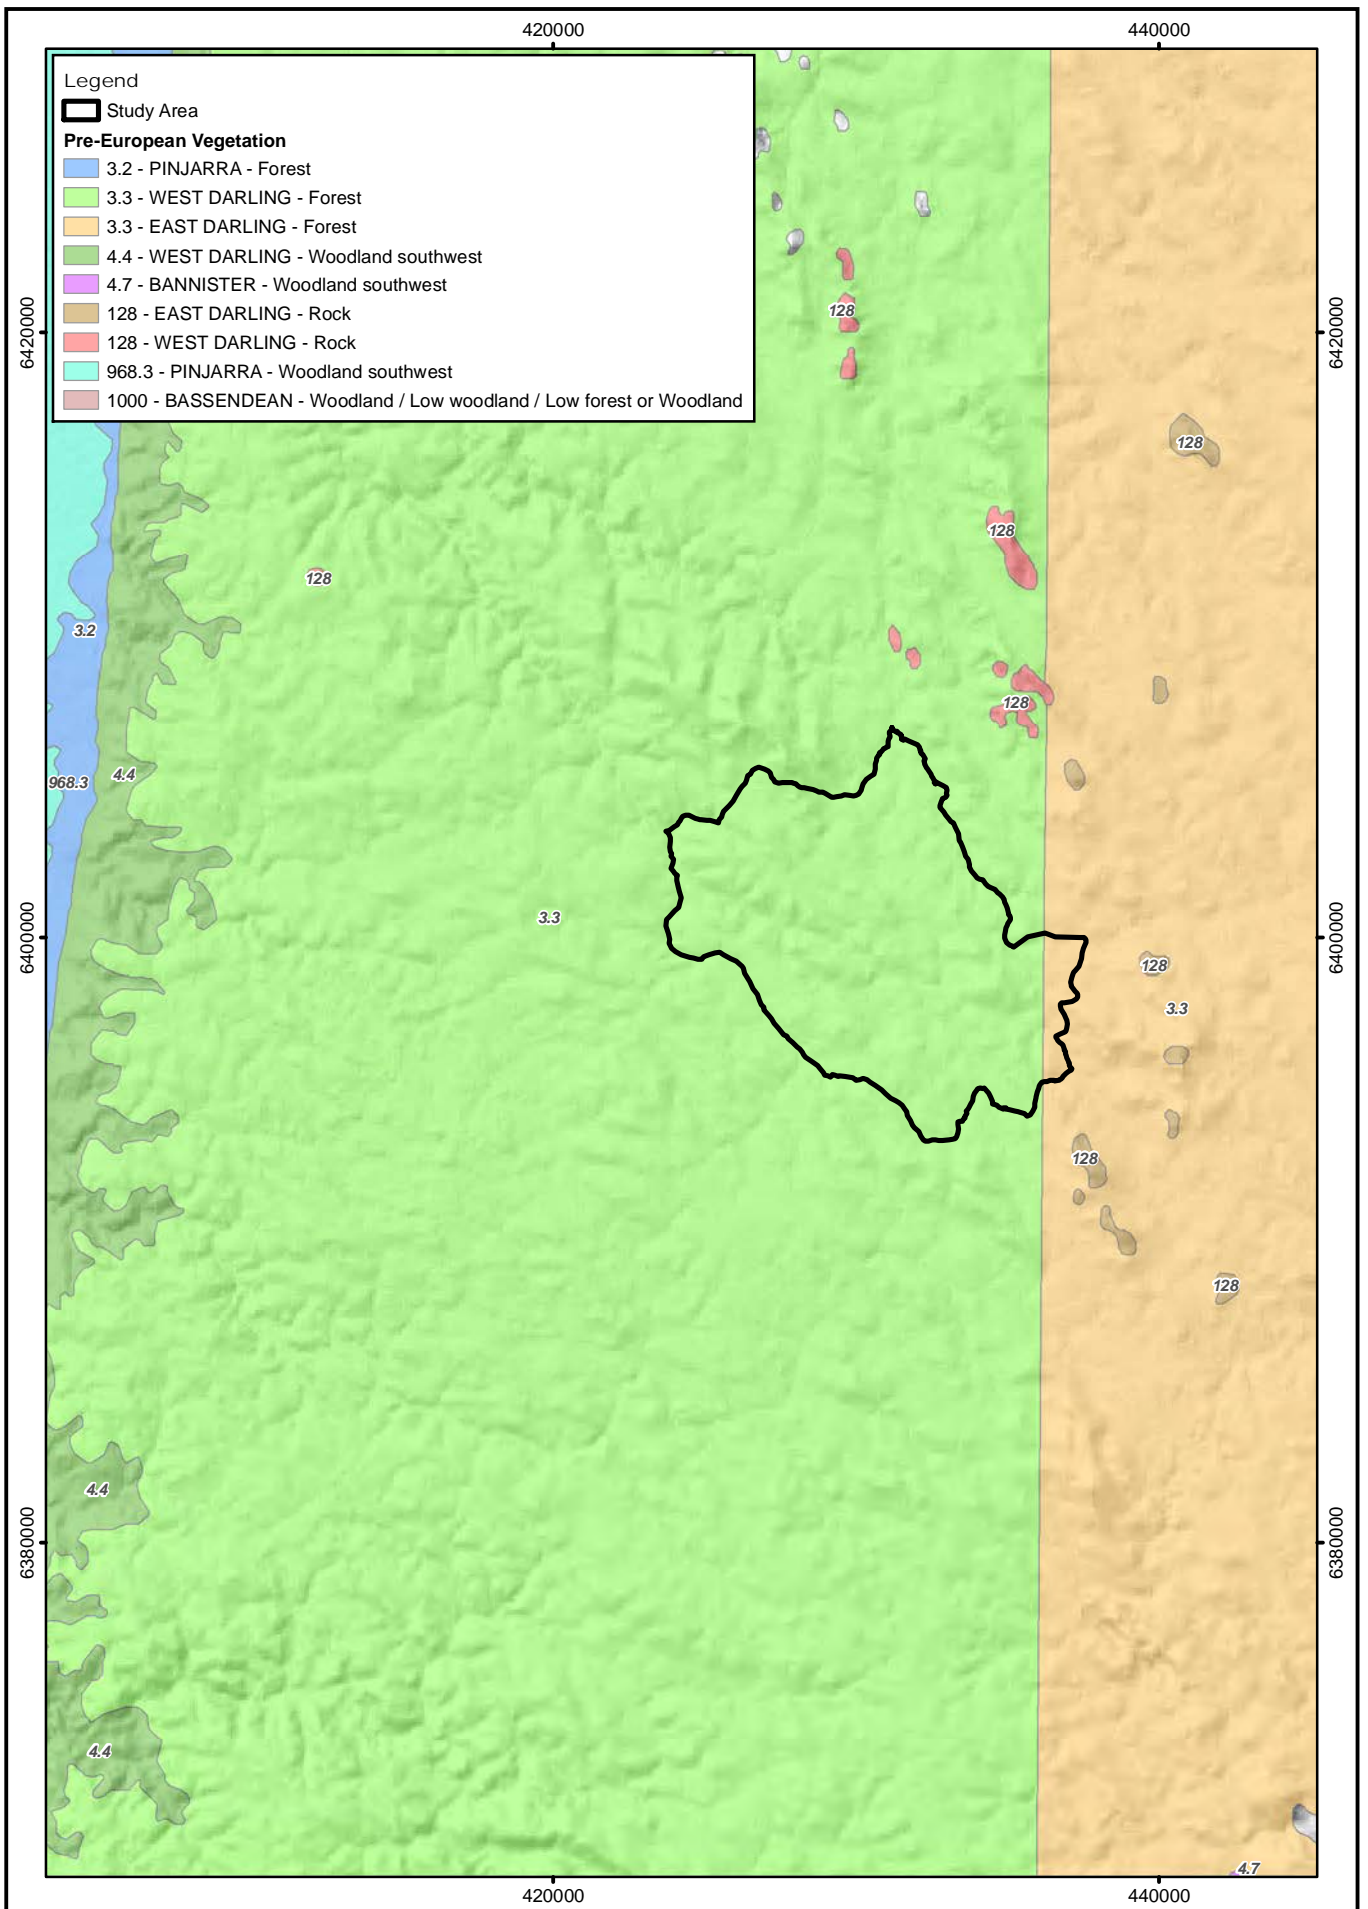 420000
440000
Legend
Study Area
Pre-European Vegetation
3.2 - PINJARRA - Forest
3.3 - WEST DARLING - Forest
3.3 - EAST DARLING - Forest
4.4 - WEST DARLING - Woodland southwest
4.7 - BANNISTER - Woodland southwest
128 - EAST DARLING - Rock
128 - WEST DARLING - Rock
968.3 - PINJARRA - Woodland southwest
1000 - BASSENDEAN - Woodland / Low woodland / Low forest or Woodland
128
6420000
6420000
128
128
128
3.2
128
4.4
968.3
3.3
6400000
6400000
128
3.3
128
128
4.4
6380000
6380000
4.4
4.7
420000
440000